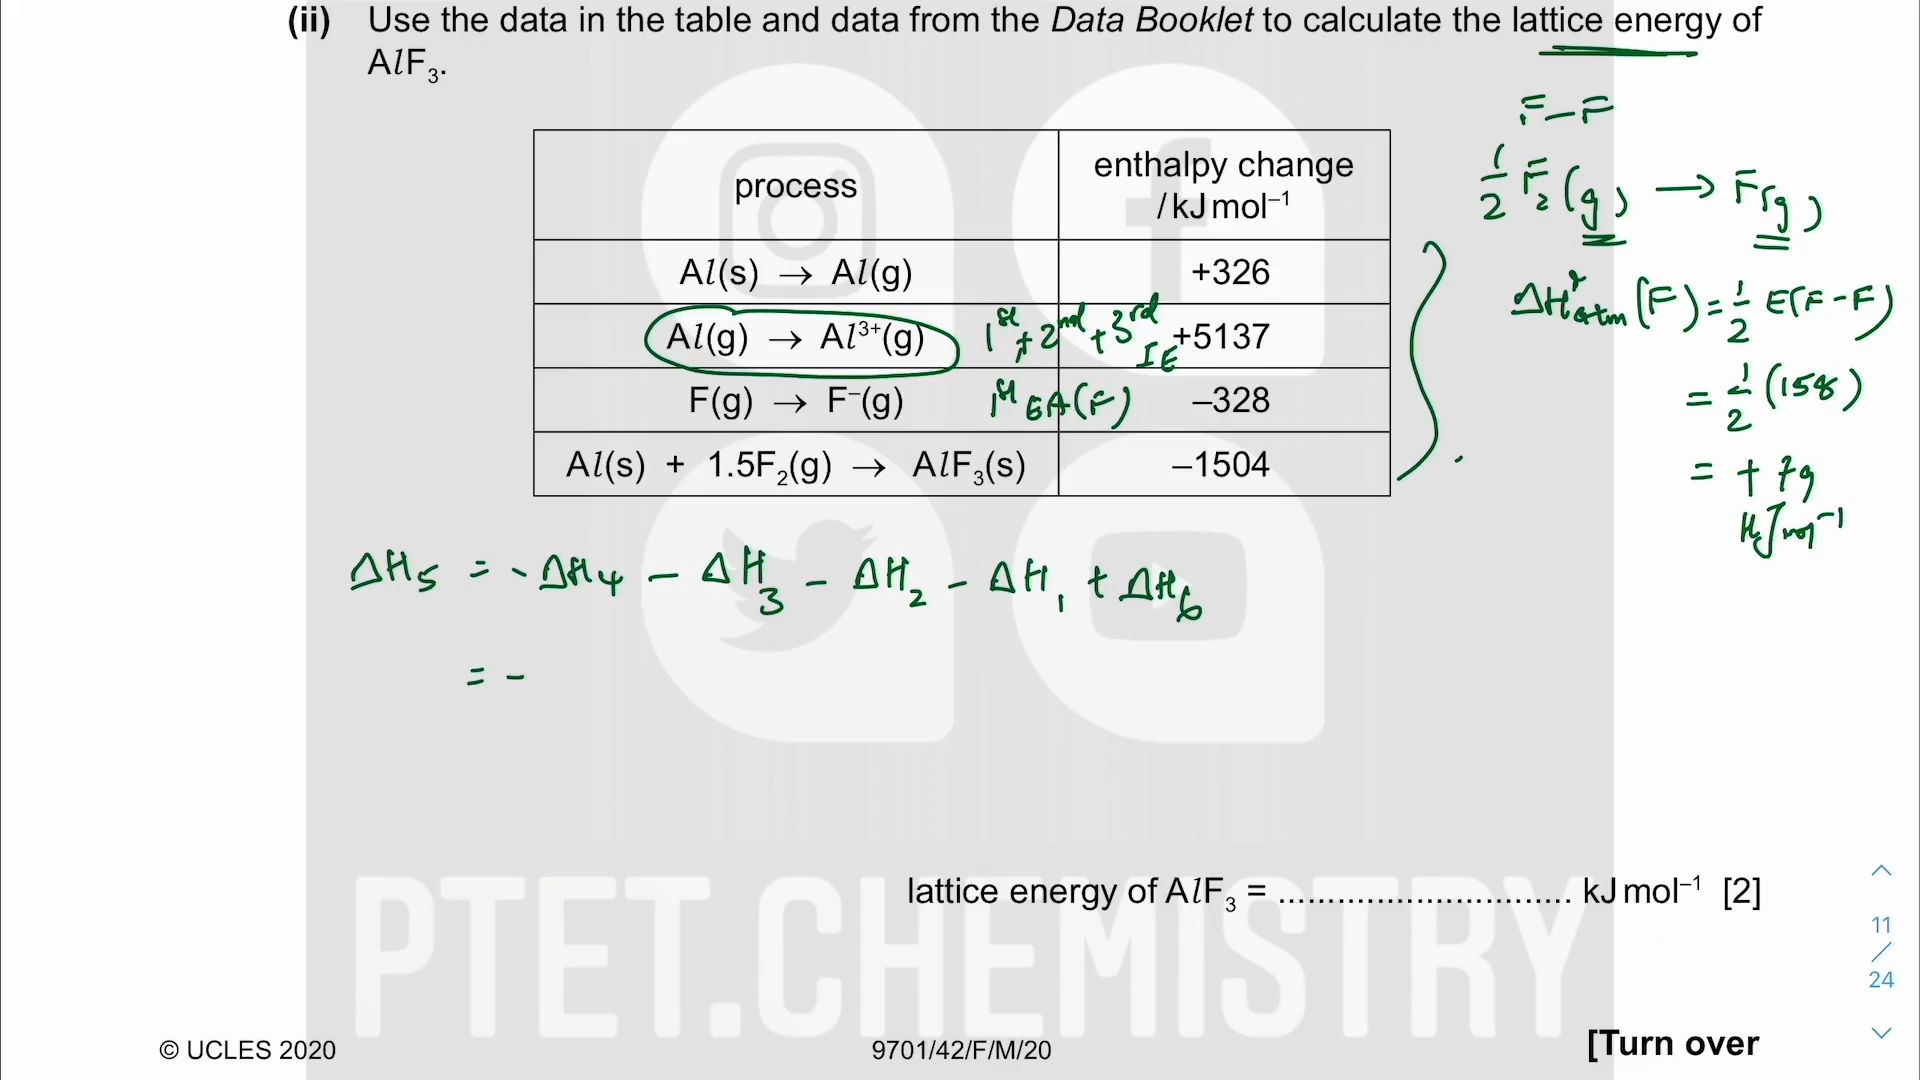 (ii) Use the data in the table and data from the Data Booklet to calculate the lattice energy of
AlF₃.
process
enthalpy change
/ kJ mol⁻¹
Al(s) → Al(g) +326
Al(g) → Al³⁺(g) 1st + 2nd + 3rd IE +5137
F(g) → F⁻(g) 1st EA(F) –328
Al(s) + 1.5F₂(g) → AlF₃(s) –1504
F–F
½ F₂(g) → F(g)
ΔH°atm (F) = ½ E(F-F)
= ½ (158)
= + 79
kJ mol⁻¹
ΔH₅ = - ΔH₄ – ΔH₃ – ΔH₂ – ΔH₁ + ΔH₆
= -
lattice energy of AlF₃ = .............................. kJ mol⁻¹ [2]
PTET.CHEMISTRY
11
/
24
© UCLES 2020 9701/42/F/M/20 [Turn over